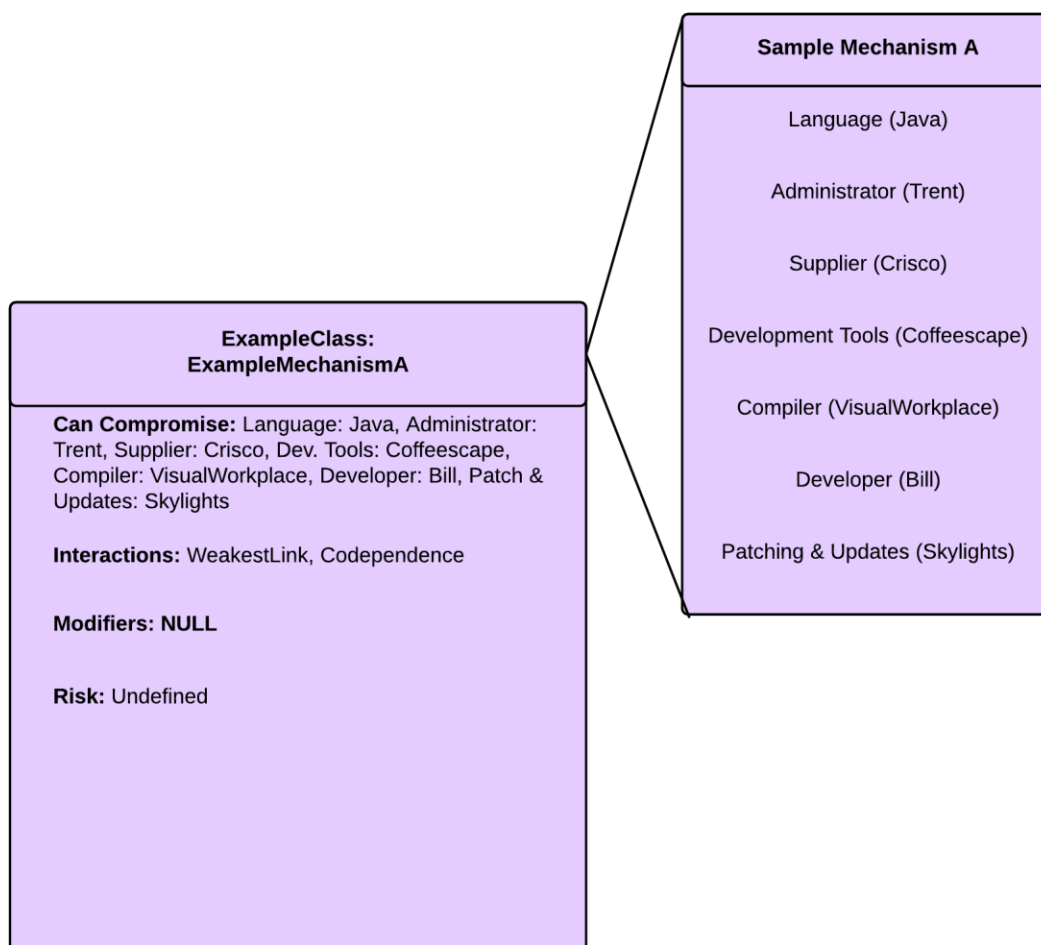 Sample Mechanism A
Language (Java)
Administrator (Trent)
Supplier (Crisco)
Development Tools (Coffeescape)
Compiler (VisualWorkplace)
Developer (Bill)
Patching & Updates (Skylights)
ExampleClass:
ExampleMechanismA
Can Compromise: Language: Java, Administrator:
Trent, Supplier: Crisco, Dev. Tools: Coffeescape,
Compiler: VisualWorkplace, Developer: Bill, Patch &
Updates: Skylights
Interactions: WeakestLink, Codependence
Modifiers: NULL
Risk: Undefined